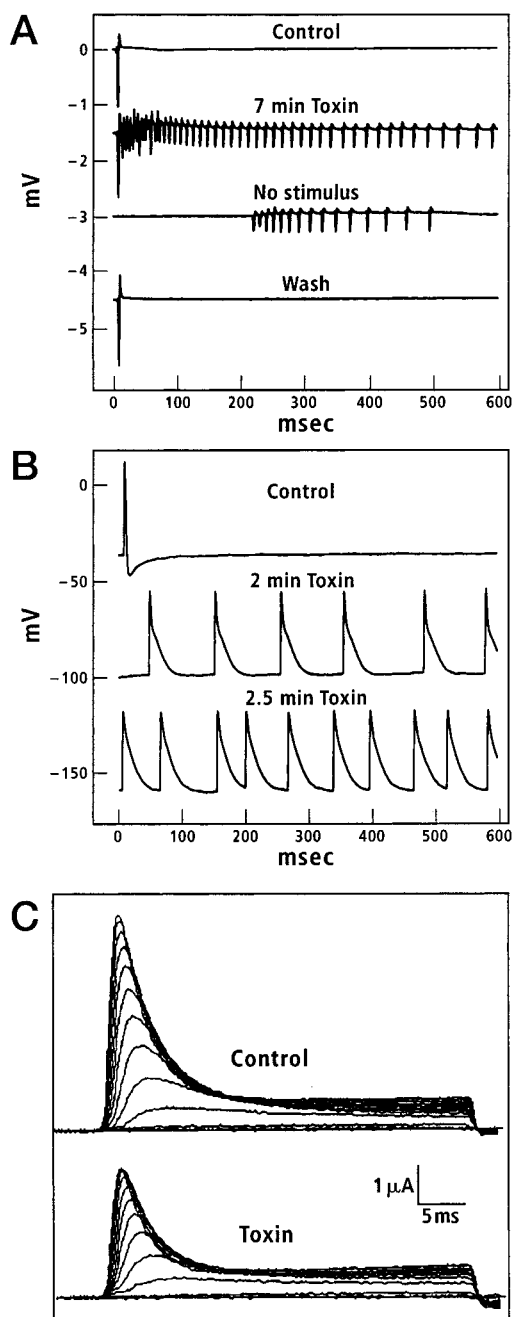 A
Control
0
7 min Toxin
−1
−2
mV
No stimulus
−3
−4
Wash
−5
0 100 200 300 400 500 600
msec
B
0
Control
−50
2 min Toxin
mV
−100
2.5 min Toxin
−150
0 100 200 300 400 500 600
msec
C
Control
1 μA
5ms
Toxin